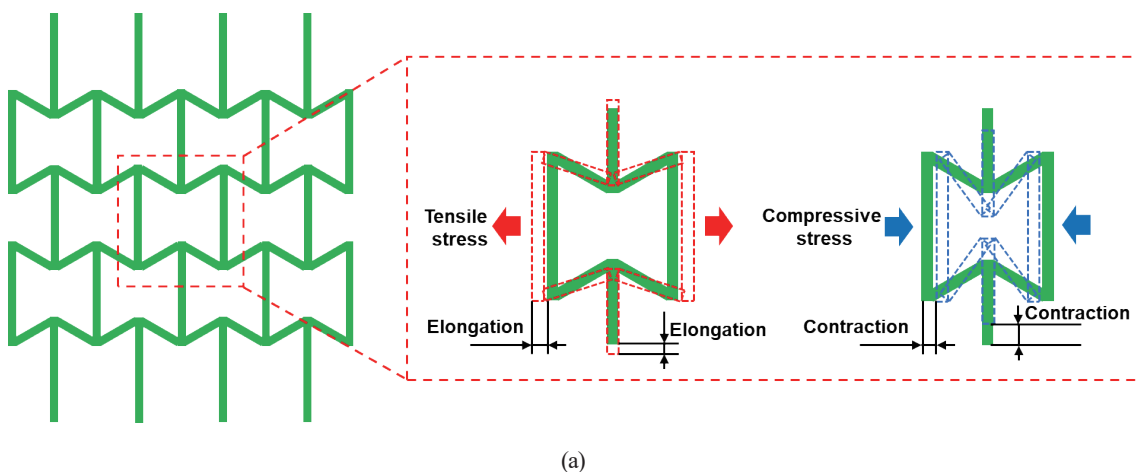 Tensile
stress
Elongation
Elongation
Compressive
stress
Contraction
Contraction
(a)